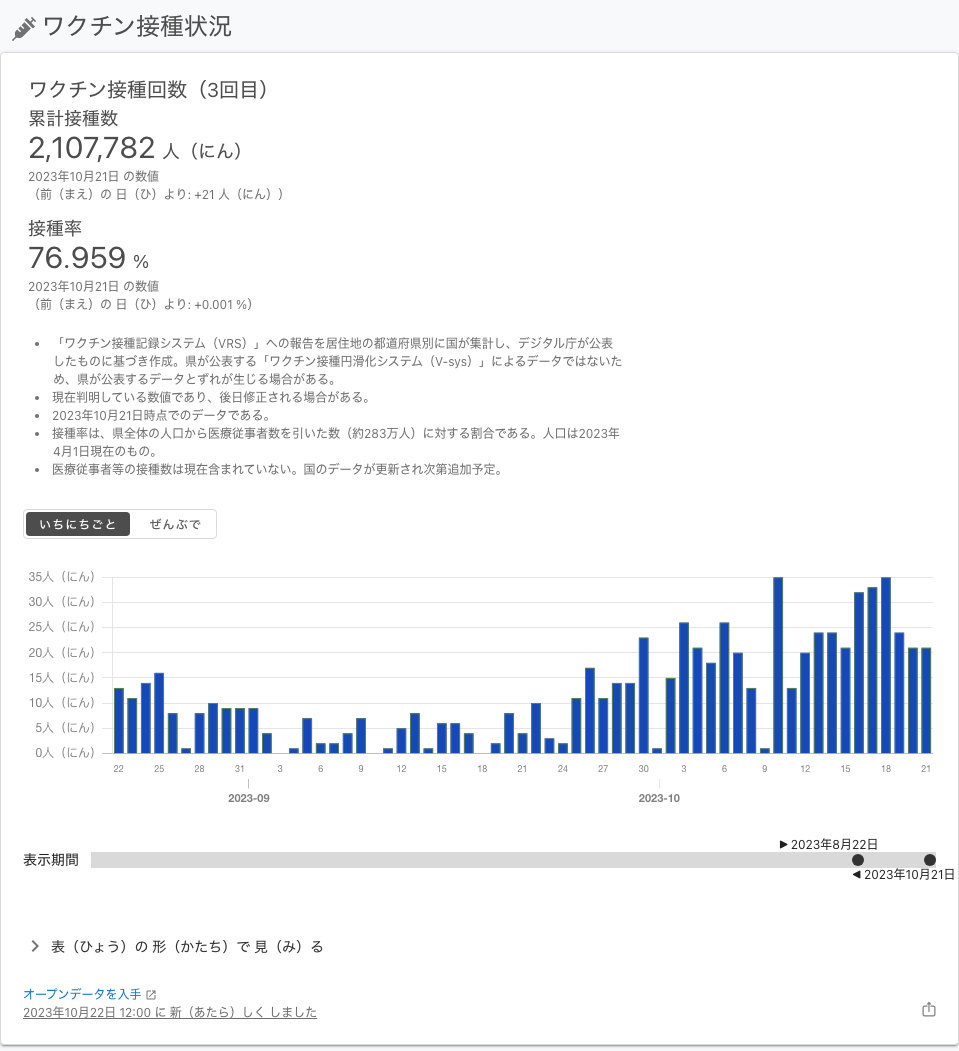 ワクチン接種状況
ワクチン接種回数（3回目）
累計接種数
2,107,782 人（にん）
2023年10月21日 の数値
（前（まえ）の 日（ひ）より: +21 人（にん））
接種率
76.959 %
2023年10月21日 の数値
（前（まえ）の 日（ひ）より: +0.001 %）
• 「ワクチン接種記録システム（VRS）」への報告を居住地の都道府県別に国が集計し、デジタル庁が公表
したものに基づき作成。県が公表する「ワクチン接種円滑化システム（V-sys）」によるデータではないた
め、県が公表するデータとずれが生じる場合がある。
• 現在判明している数値であり、後日修正される場合がある。
• 2023年10月21日時点でのデータである。
• 接種率は、県全体の人口から医療従事者数を引いた数（約283万人）に対する割合である。人口は2023年
4月1日現在のもの。
• 医療従事者等の接種数は現在含まれていない。国のデータが更新され次第追加予定。
いちにちごと ぜんぶで
35人（にん）
30人（にん）
25人（にん）
20人（にん）
15人（にん）
10人（にん）
5人（にん）
0人（にん）
22 25 28 31 3 6 9 12 15 18 21 24 27 30 3 6 9 12 15 18 21
2023-09 2023-10
2023年8月22日
表示期間
2023年10月21日
表（ひょう）の 形（かたち）で 見（み）る
オープンデータを入手
2023年10月22日 12:00 に 新（あたら）しく しました